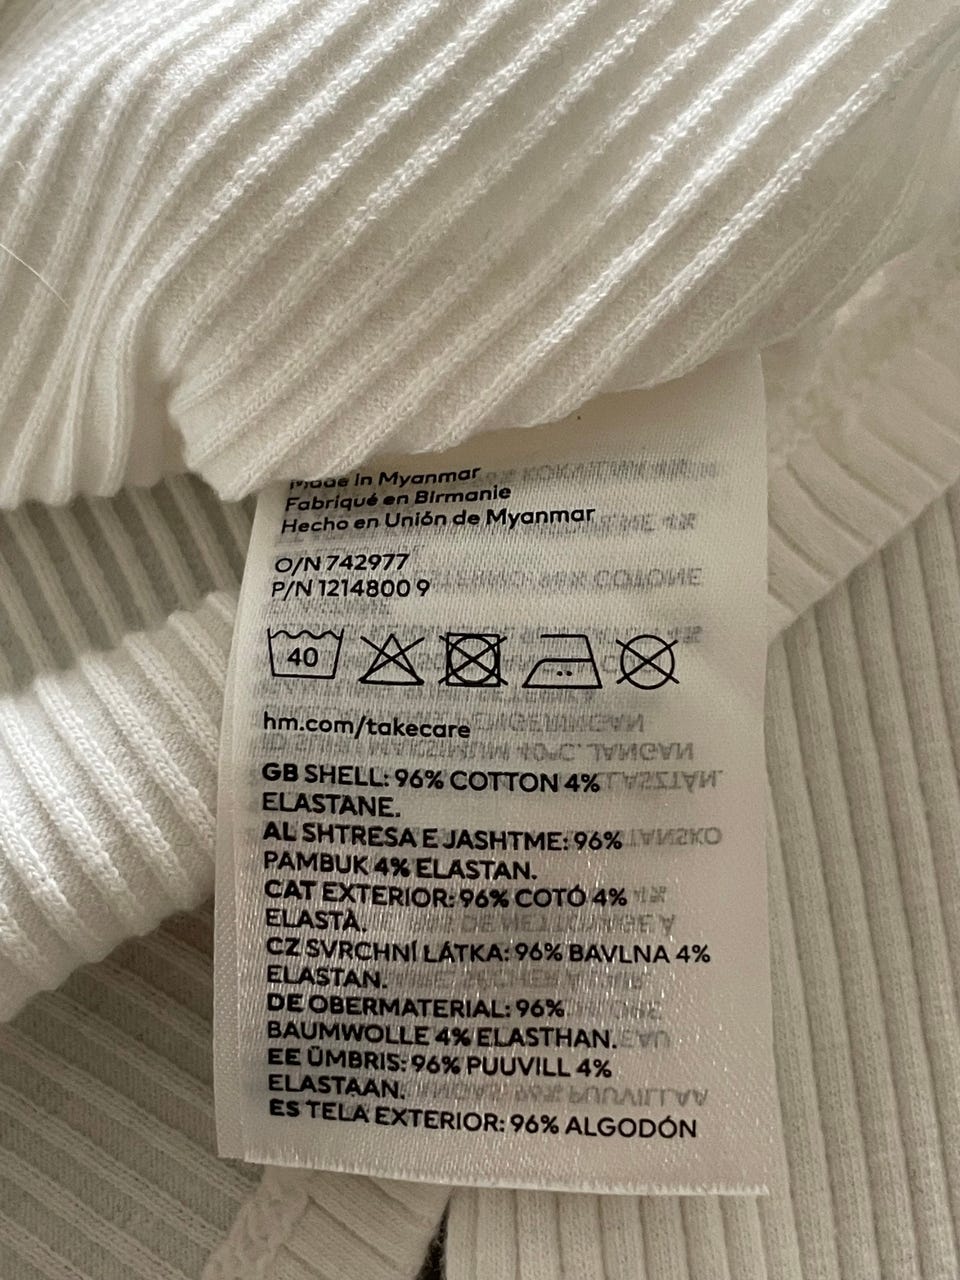 Made in Myanmar
Fabriqué en Birmanie
Hecho en Unión de Myanmar
O/N 742977
P/N 1214800 9
40
hm.com/takecare
GB SHELL: 96% COTTON 4%
ELASTANE.
AL SHTRESA E JASHTME: 96%
PAMBUK 4% ELASTAN.
CAT EXTERIOR: 96% COTÓ 4%
ELASTÀ.
CZ SVRCHNÍ LÁTKA: 96% BAVLNA 4%
ELASTAN.
DE OBERMATERIAL: 96%
BAUMWOLLE 4% ELASTHAN.
EE ÜMBRIS: 96% PUUVILL 4%
ELASTAAN.
ES TELA EXTERIOR: 96% ALGODÓN